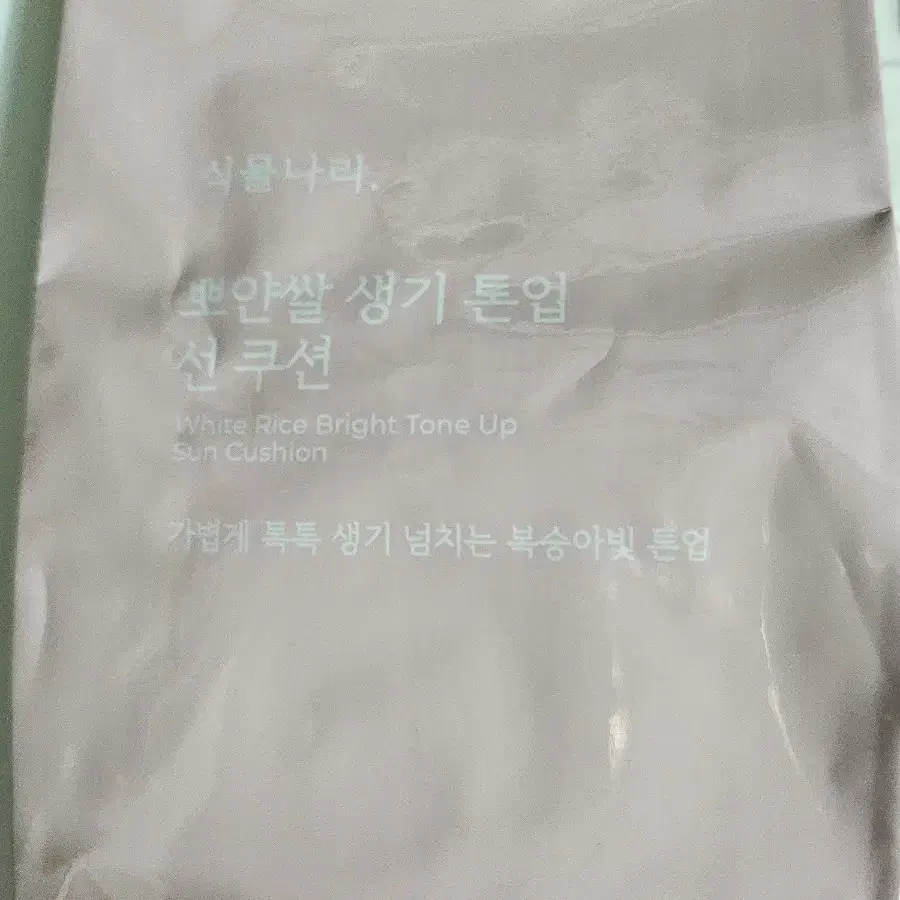 식물나라.
뽀얀쌀 생기 톤업
선 쿠션
White Rice Bright Tone Up
Sun Cushion
가볍게 톡톡 생기 넘치는 복숭아빛 톤업